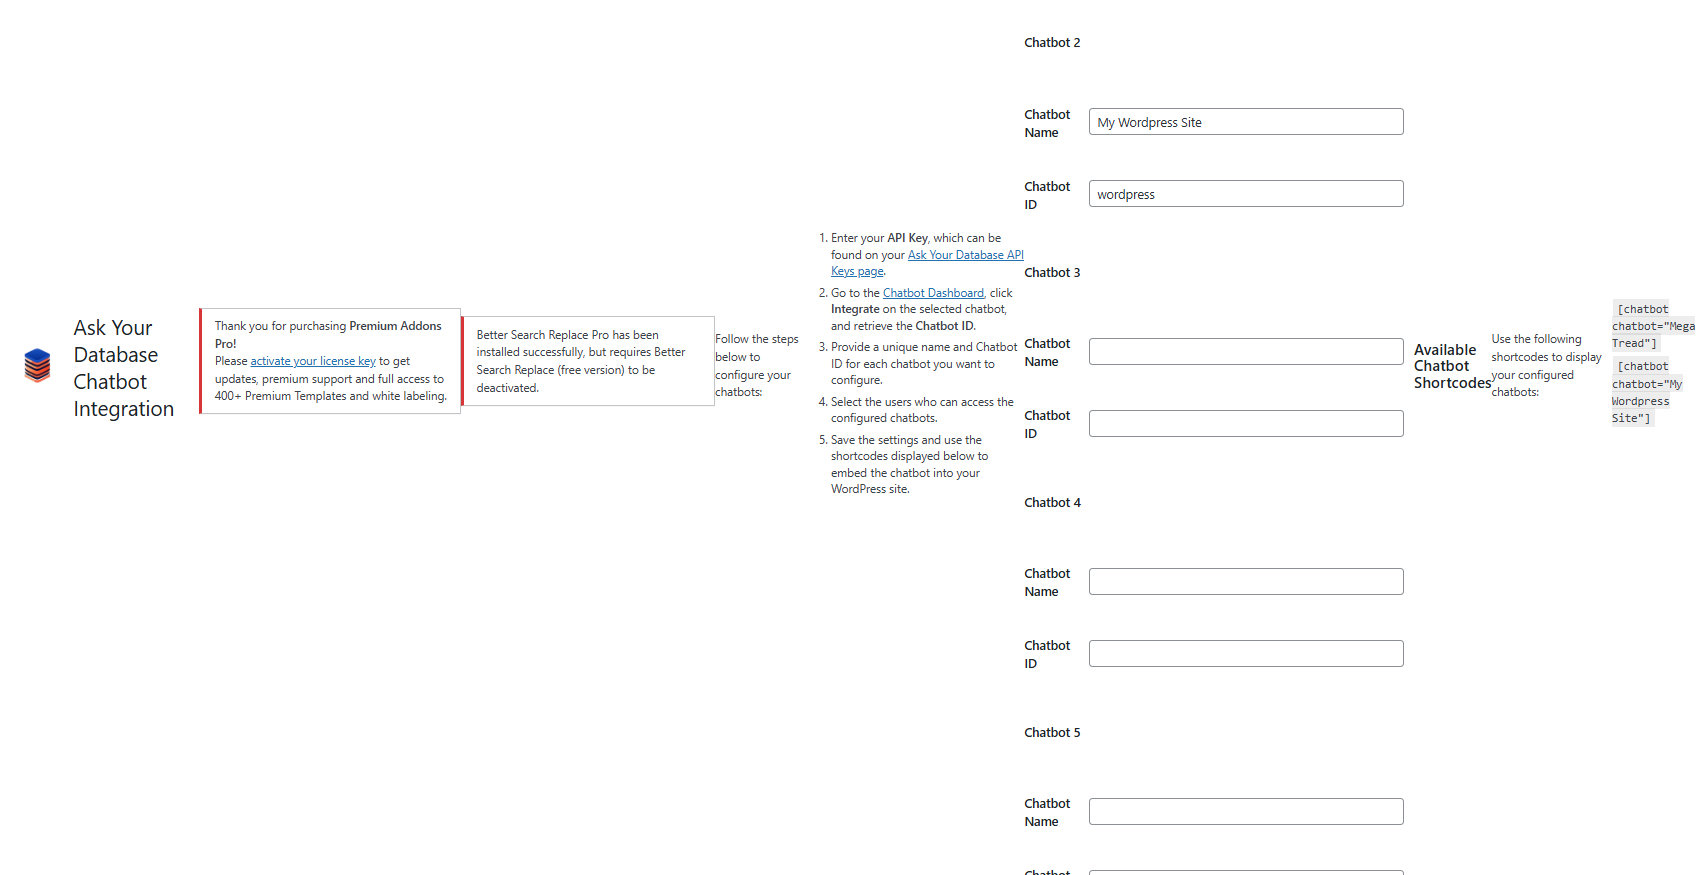 Ask Your
Database
Chatbot
Integration
Thank you for purchasing Premium Addons
Pro!
Please activate your license key to get
updates, premium support and full access to
400+ Premium Templates and white labeling.
Better Search Replace Pro has been
installed successfully, but requires Better
Search Replace (free version) to be
deactivated.
Follow the steps
below to
configure your
chatbots:
1. Enter your API Key, which can be
found on your Ask Your Database API
Keys page.
2. Go to the Chatbot Dashboard, click
Integrate on the selected chatbot,
and retrieve the Chatbot ID.
3. Provide a unique name and Chatbot
ID for each chatbot you want to
configure.
4. Select the users who can access the
configured chatbots.
5. Save the settings and use the
shortcodes displayed below to
embed the chatbot into your
WordPress site.
Chatbot 2
Chatbot
Name
My Wordpress Site
Chatbot
ID
wordpress
Chatbot 3
Chatbot
Name
Chatbot
ID
Chatbot 4
Chatbot
Name
Chatbot
ID
Chatbot 5
Chatbot
Name
Chatbot
Available
Chatbot
Shortcodes
Use the following
shortcodes to display
your configured
chatbots:
[chatbot
chatbot="Mega
Tread"]
[chatbot
chatbot="My
Wordpress
Site"]